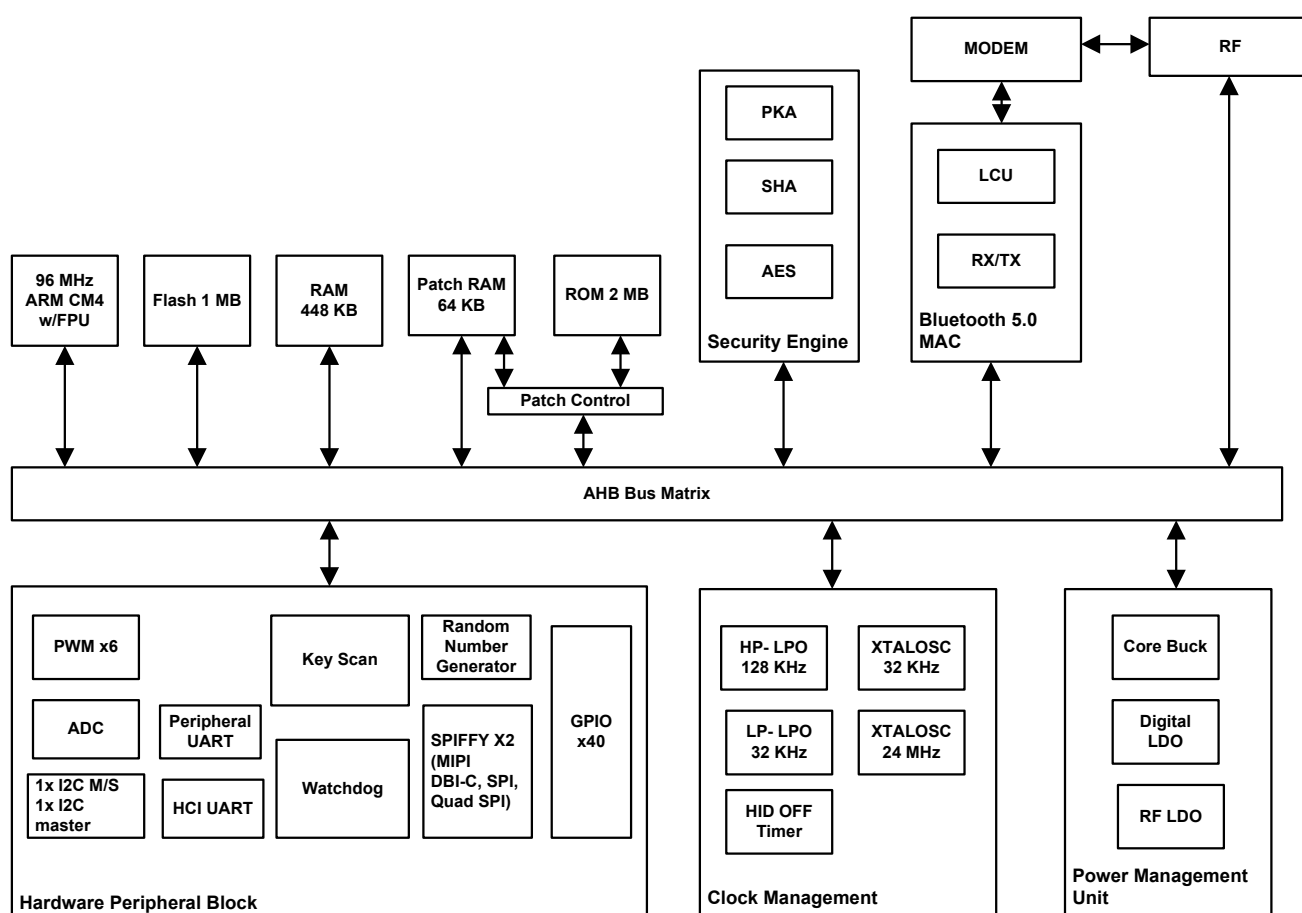 MODEM
RF
PKA
SHA
AES
Security Engine
LCU
RX/TX
Bluetooth 5.0
MAC
96 MHz
ARM CM4
w/FPU
Flash 1 MB
RAM
448 KB
Patch RAM
64 KB
ROM 2 MB
Patch Control
AHB Bus Matrix
PWM x6
ADC
1x I2C M/S
1x I2C
master
Peripheral
UART
HCI UART
Key Scan
Watchdog
Random
Number
Generator
SPIFFY X2
(MIPI
DBI-C, SPI,
Quad SPI)
GPIO
x40
Hardware Peripheral Block
HP- LPO
128 KHz
XTALOSC
32 KHz
LP- LPO
32 KHz
XTALOSC
24 MHz
HID OFF
Timer
Clock Management
Core Buck
Digital
LDO
RF LDO
Power Management
Unit